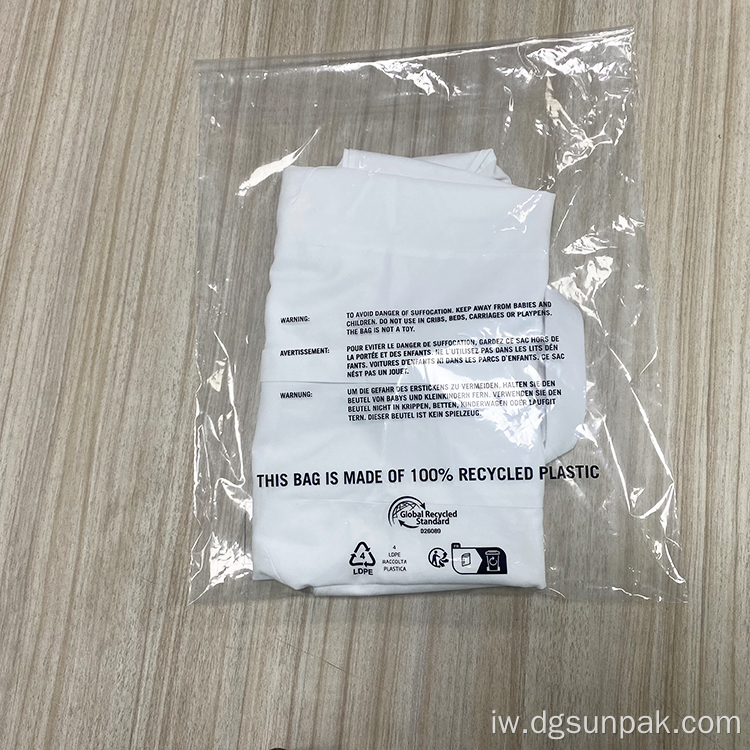 WARNING:
TO AVOID DANGER OF SUFFOCATION. KEEP AWAY FROM BABIES AND
CHILDREN. DO NOT USE IN CRIBS, BEDS, CARRIAGES OR PLAYPENS.
THE BAG IS NOT A TOY.
AVERTISSEMENT:
POUR EVITER LE DANGER DE SUFFOCATION, GARDEZ CE SAC HORS DE
LA PORTÉE ET DES ENFANTS. NE L'UTILISEZ PAS DANS LES LITS DÉN
FANTS. VOITURES D'ENFANTS NI DANS LES PARCS D'ENFANTS. CE SAC
NÉST PAS UN JOUET.
WARNUNG:
UM DIE GEFAHR DES ERSTICKENS ZU VERMEIDEN. HALTEN SIE DEN
BEUTEL VON BABYS UND KLEINKINDERN FERN. VERWENDEN SIE DEN
BEUTEL NICHT IN KRIPPEN, BETTEN, KINDERWAGEN ODER LAUFGIT
TERN. DIESER BEUTEL IST KEIN SPIELZEUG.
THIS BAG IS MADE OF 100% RECYCLED PLASTIC
Global Recycled
Standard
026089
4
LDPE
4
LDPE
RACCOLTA
PLASTICA
iw.dgsunpak.com